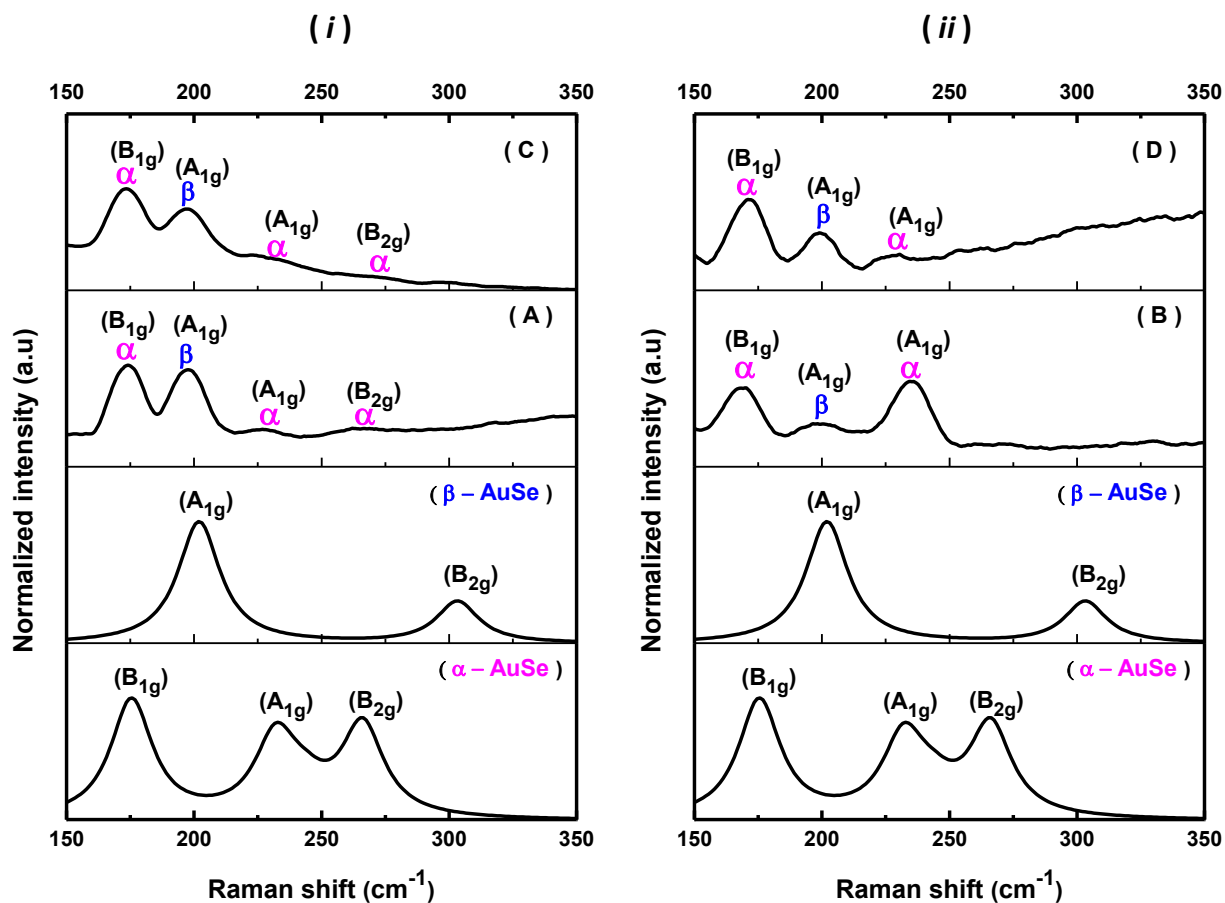 ( i )
150 200 250 300 350
( C )
(B1g)
α
(A1g)
β
(A1g)
α
(B2g)
α
( A )
(B1g)
α
(A1g)
β
(A1g)
α
(B2g)
α
( β – AuSe )
(A1g)
(B2g)
( α – AuSe )
(B1g)
(A1g)
(B2g)
150 200 250 300 350
Raman shift (cm-1)
Normalized intensity (a.u)
( ii )
150 200 250 300 350
( D )
(B1g)
α
(A1g)
β
(A1g)
α
( B )
(B1g)
α
(A1g)
β
(A1g)
α
( β – AuSe )
(A1g)
(B2g)
( α – AuSe )
(B1g)
(A1g)
(B2g)
150 200 250 300 350
Raman shift (cm-1)
Normalized intensity (a.u)